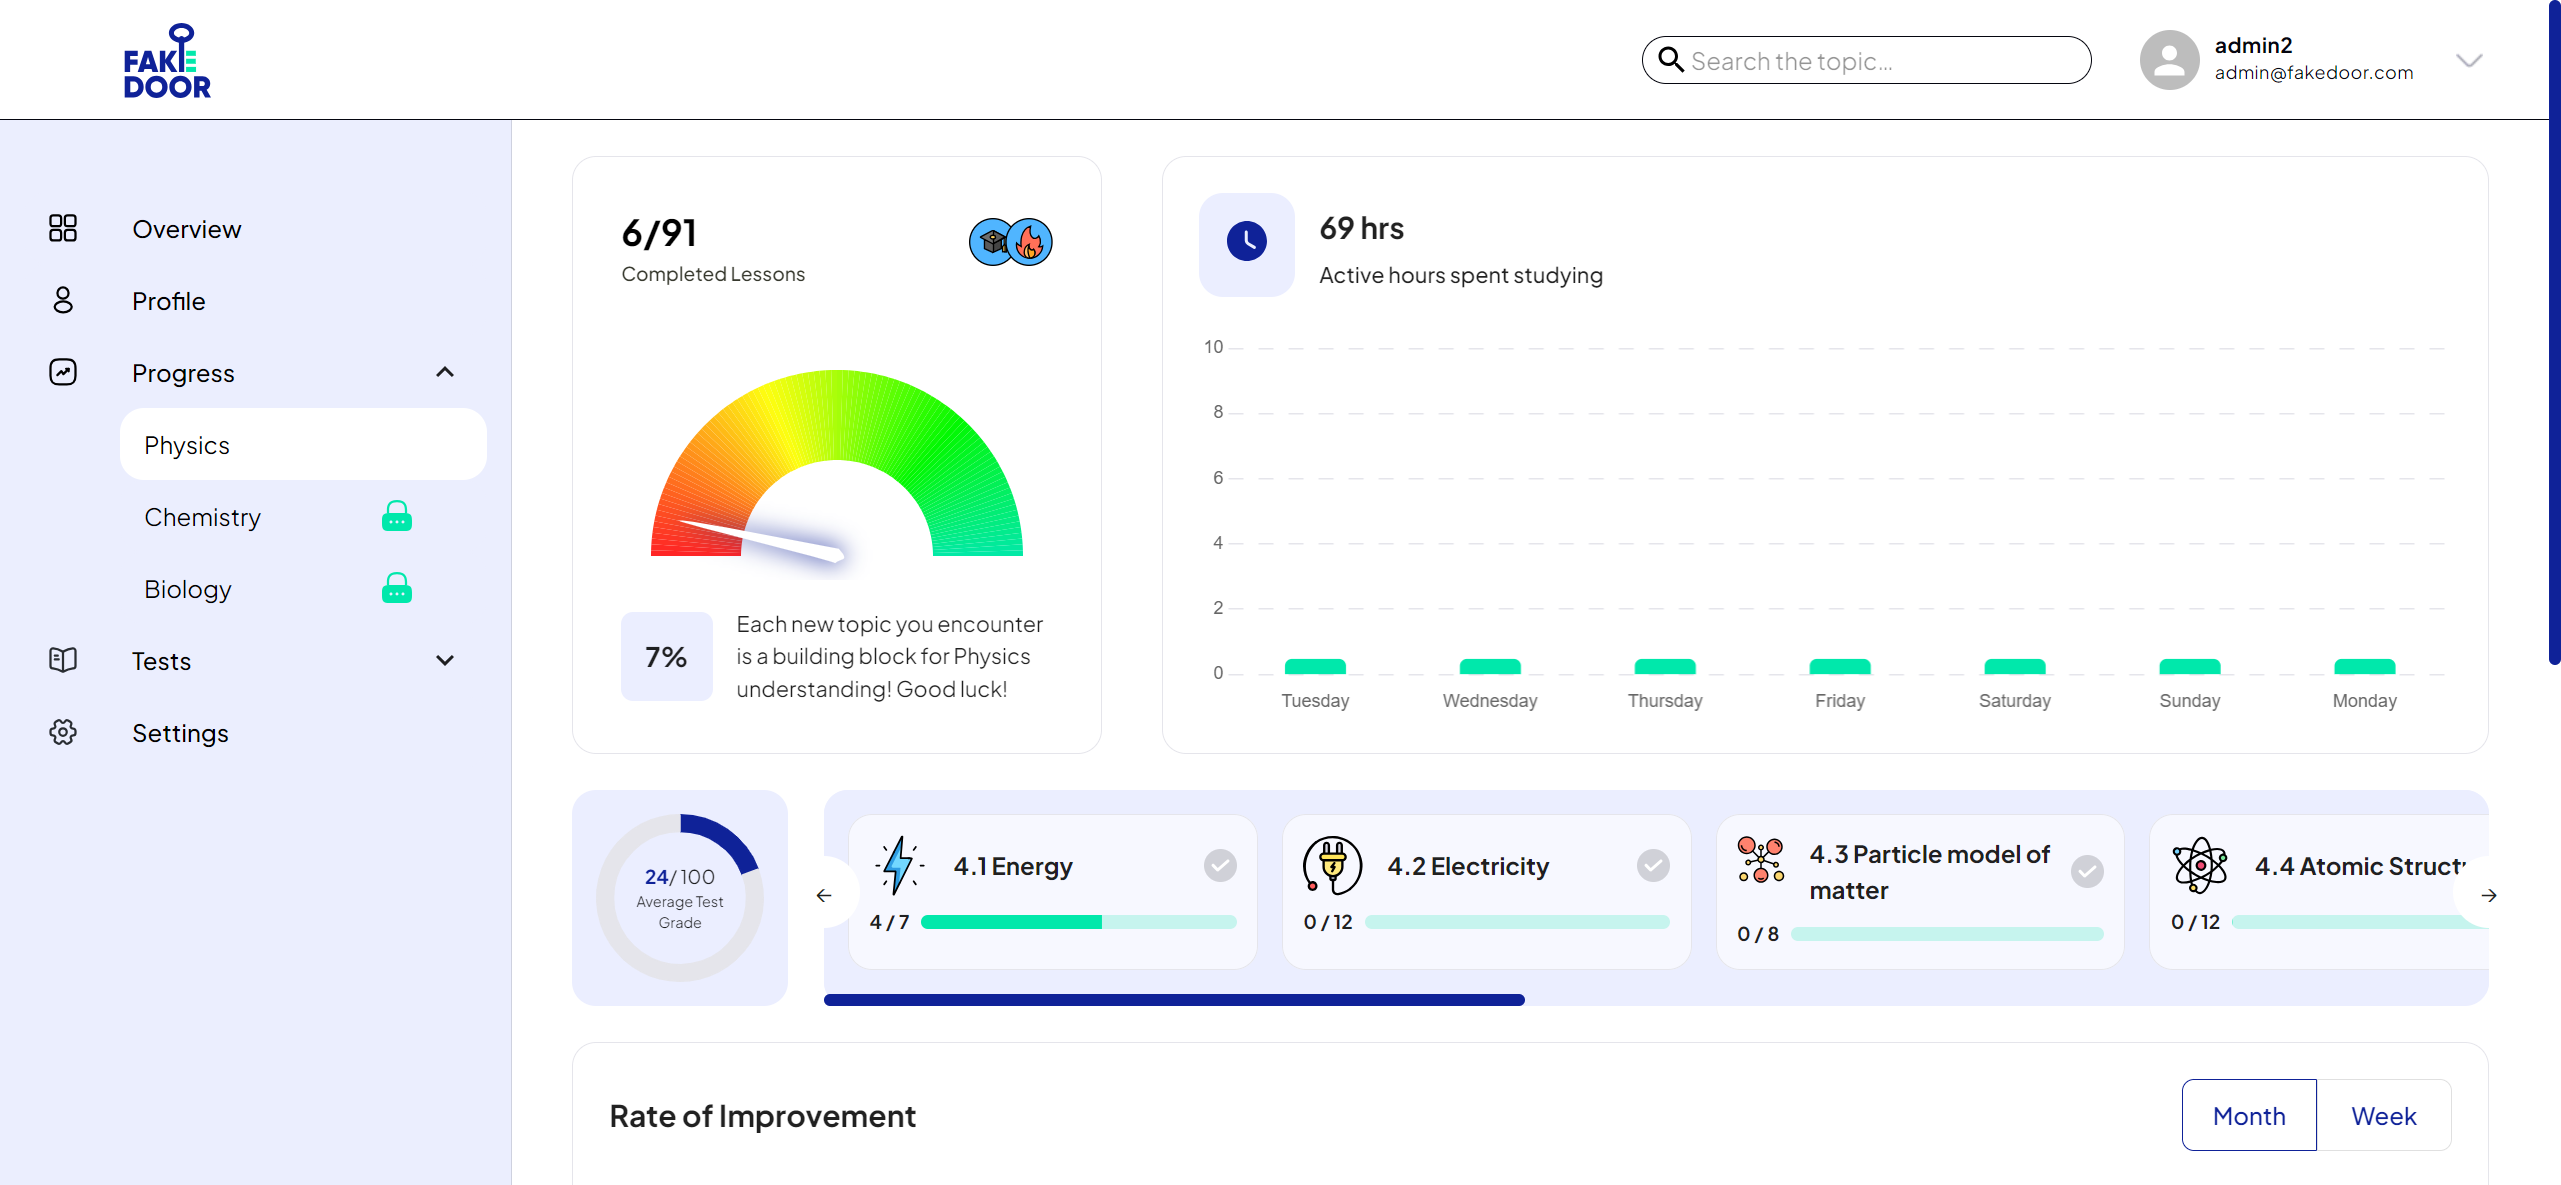 FAKE
DOOR
Search the topic...
admin2
admin@fakedoor.com
Overview
Profile
Progress
Physics
Chemistry
Biology
Tests
Settings
6/91
Completed Lessons
7%
Each new topic you encounter
is a building block for Physics
understanding! Good luck!
69 hrs
Active hours spent studying
10
8
6
4
2
0
Tuesday Wednesday Thursday Friday Saturday Sunday Monday
24/100
Average Test
Grade
4.1 Energy
4 / 7
4.2 Electricity
0 / 12
4.3 Particle model of
matter
0 / 8
4.4 Atomic Struct
0 / 12
Rate of Improvement
Month Week